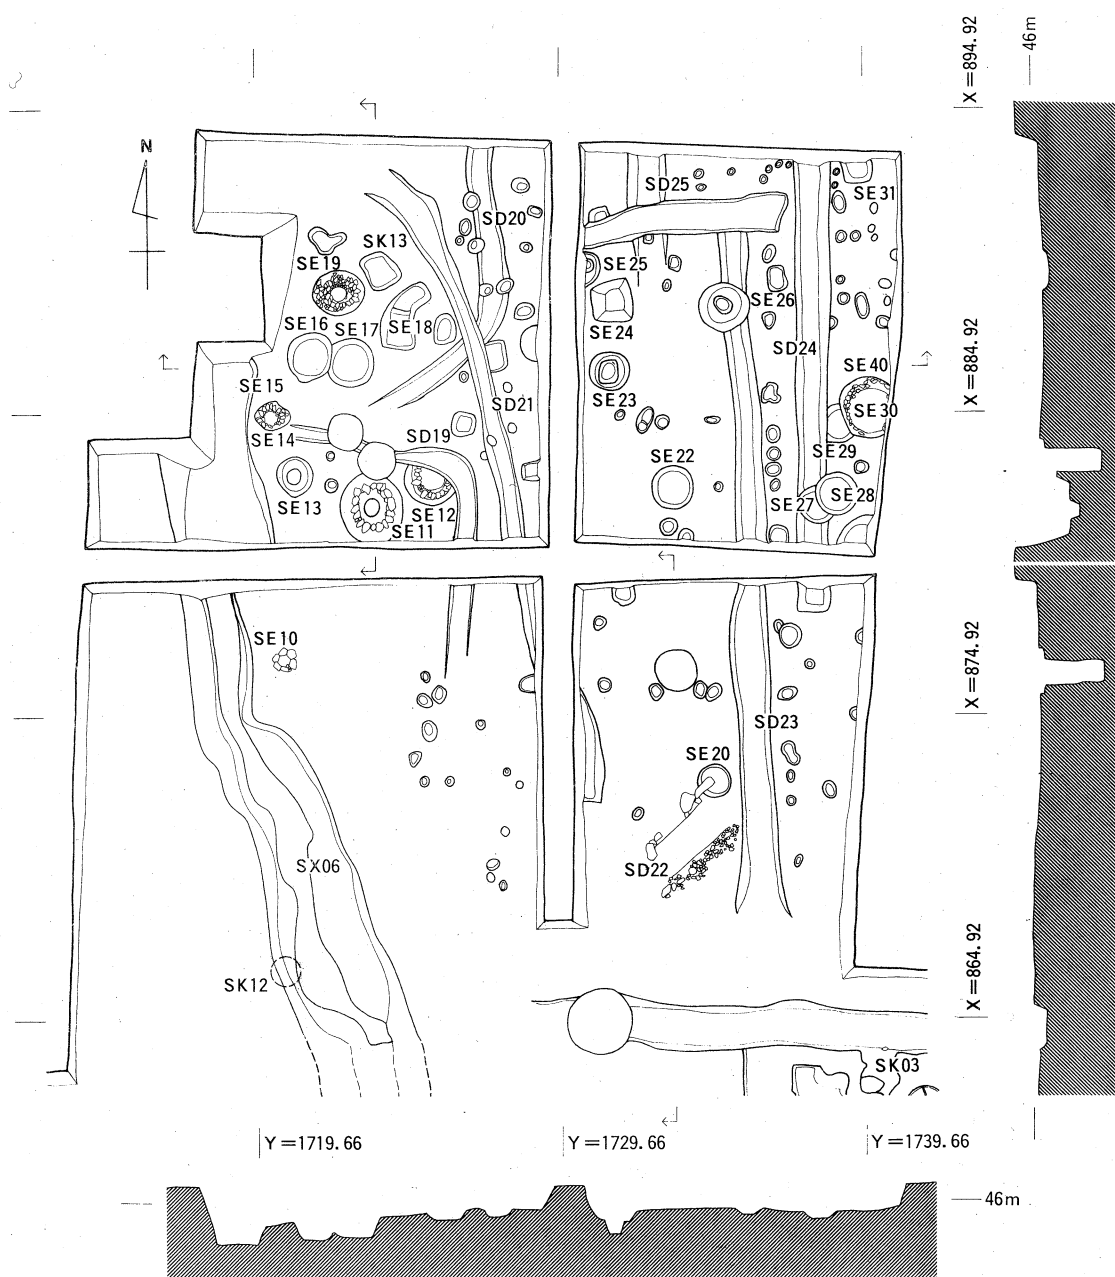 X=894.92
46m
N
SD25
SE31
SD20
SK13
SE19
SE25
SE26
SE16
SE17
SE18
SE24
SD24
X=884.92
SE15
SE40
SE23
SD21
SE30
SE14
SD19
SE29
SE22
SE13
SE12
SE27
SE28
SE11
SE10
X=874.92
SD23
SE20
SX06
SD22
SK12
X=864.92
SK03
Y=1719.66
Y=1729.66
Y=1739.66
46m